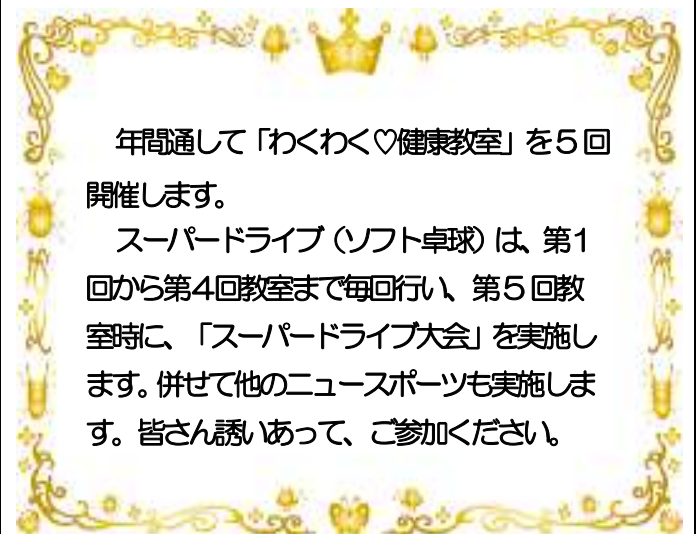 年間通して「わくわく♡健康教室」を５回
開催します。
スーパードライブ（ソフト卓球）は、第１
回から第４回教室まで毎回行い、第５回教
室時に、「スーパードライブ大会」を実施し
ます。併せて他のニュースポーツも実施しま
す。皆さん誘いあって、ご参加ください。